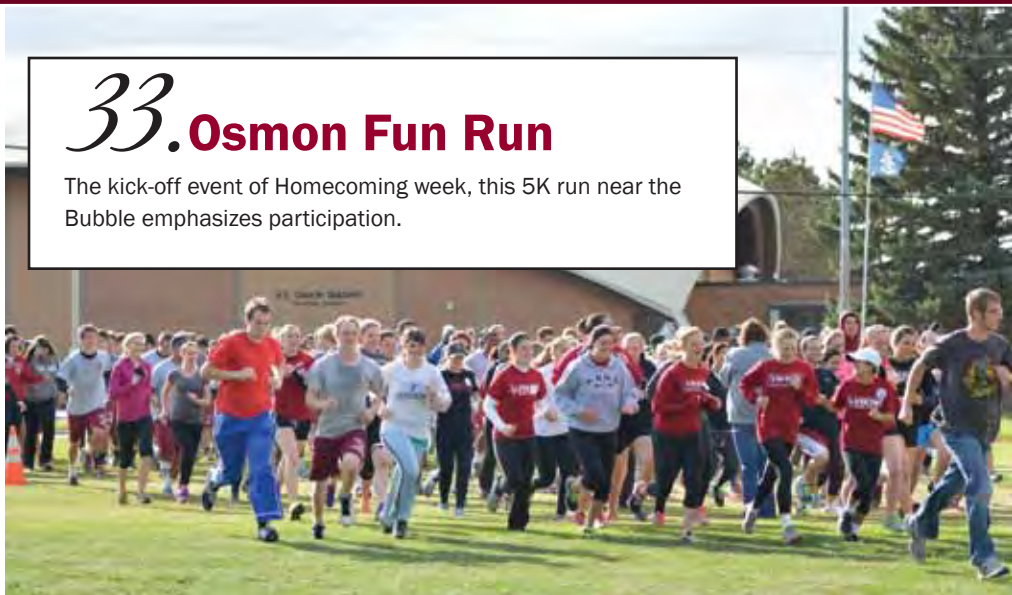 33. Osmon Fun Run
The kick-off event of Homecoming week, this 5K run near the
Bubble emphasizes participation.